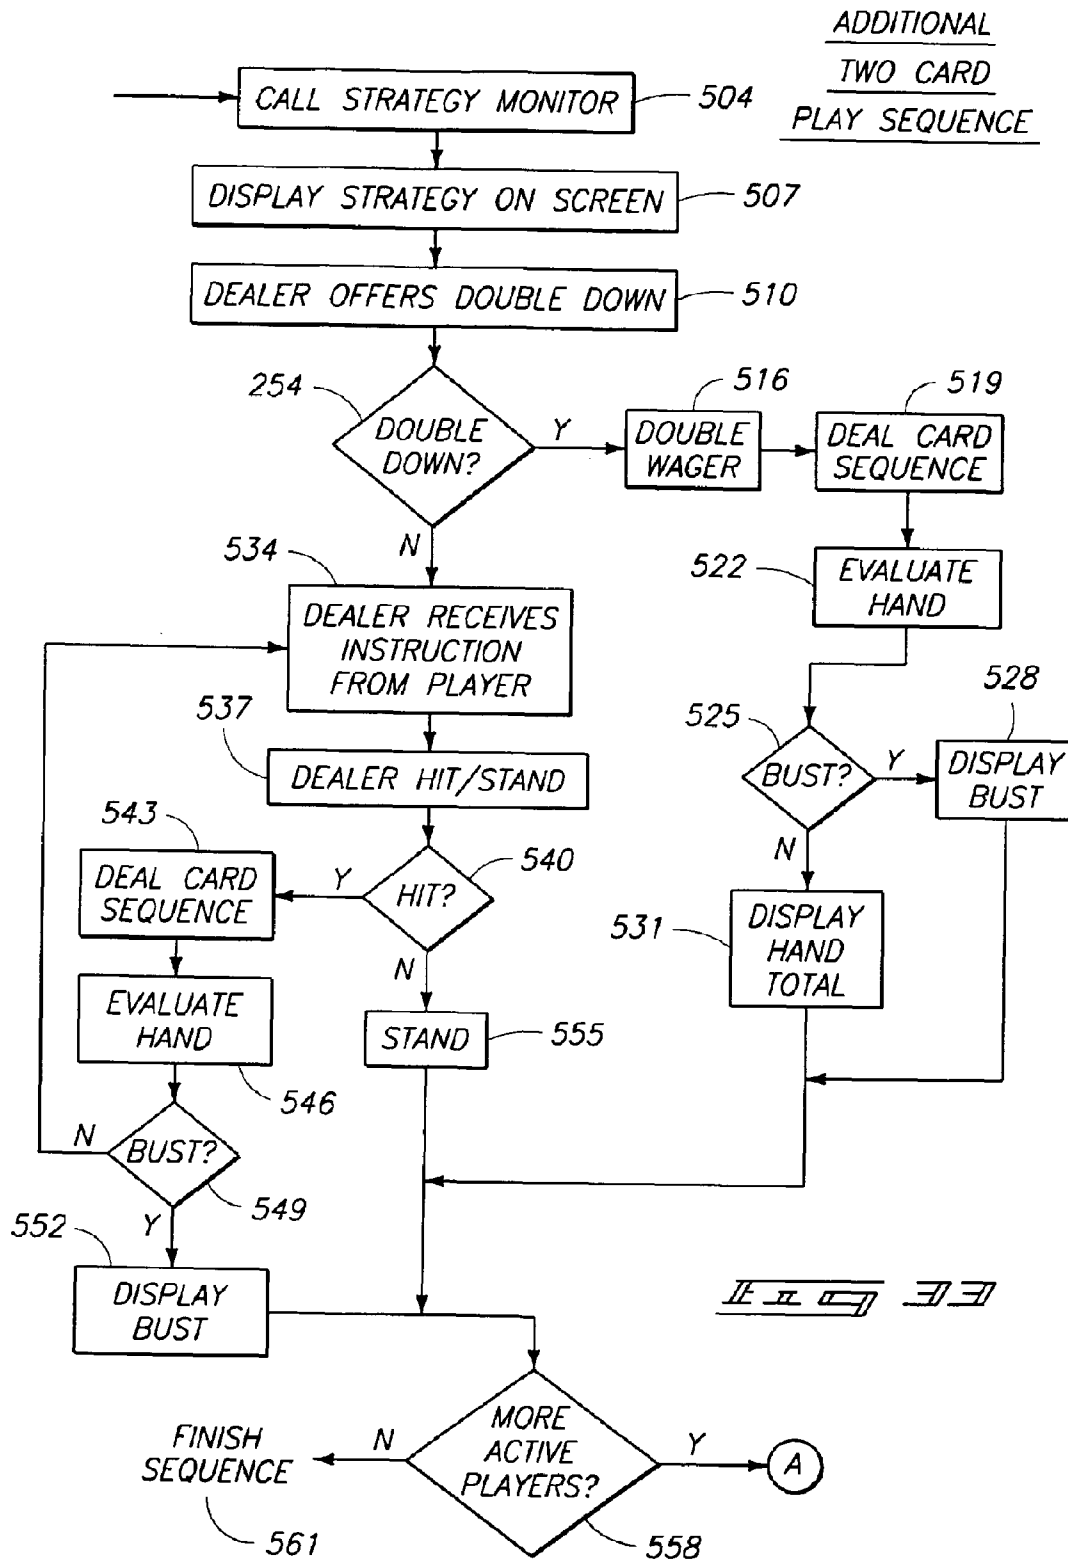 ADDITIONAL
TWO CARD
PLAY SEQUENCE
CALL STRATEGY MONITOR
504
DISPLAY STRATEGY ON SCREEN
507
DEALER OFFERS DOUBLE DOWN
510
254
DOUBLE
DOWN?
Y
516
DOUBLE
WAGER
519
DEAL CARD
SEQUENCE
N
534
DEALER RECEIVES
INSTRUCTION
FROM PLAYER
522
EVALUATE
HAND
537
DEALER HIT/STAND
525
BUST?
Y
528
DISPLAY
BUST
N
543
DEAL CARD
SEQUENCE
Y
HIT?
540
N
531
DISPLAY
HAND
TOTAL
EVALUATE
HAND
546
STAND
555
N
BUST?
549
Y
552
DISPLAY
BUST
FIG 33
MORE
ACTIVE
PLAYERS?
558
N
FINISH
SEQUENCE
561
Y
A